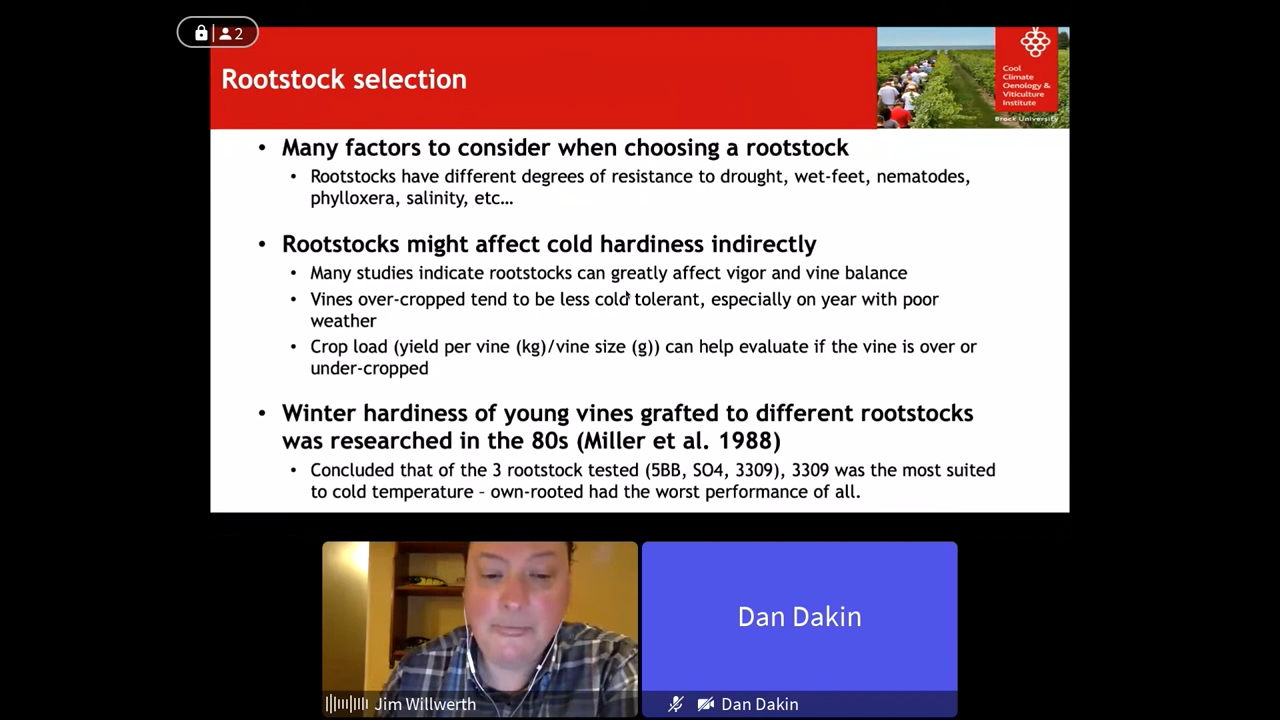 2
Rootstock selection
Cool
Climate
Oenology &
Viticulture
Institute
Brock University
• Many factors to consider when choosing a rootstock
• Rootstocks have different degrees of resistance to drought, wet-feet, nematodes,
phylloxera, salinity, etc…
• Rootstocks might affect cold hardiness indirectly
• Many studies indicate rootstocks can greatly affect vigor and vine balance
• Vines over-cropped tend to be less cold tolerant, especially on year with poor
weather
• Crop load (yield per vine (kg)/vine size (g)) can help evaluate if the vine is over or
under-cropped
• Winter hardiness of young vines grafted to different rootstocks
was researched in the 80s (Miller et al. 1988)
• Concluded that of the 3 rootstock tested (5BB, SO4, 3309), 3309 was the most suited
to cold temperature – own-rooted had the worst performance of all.
Dan Dakin
Jim Willwerth
Dan Dakin